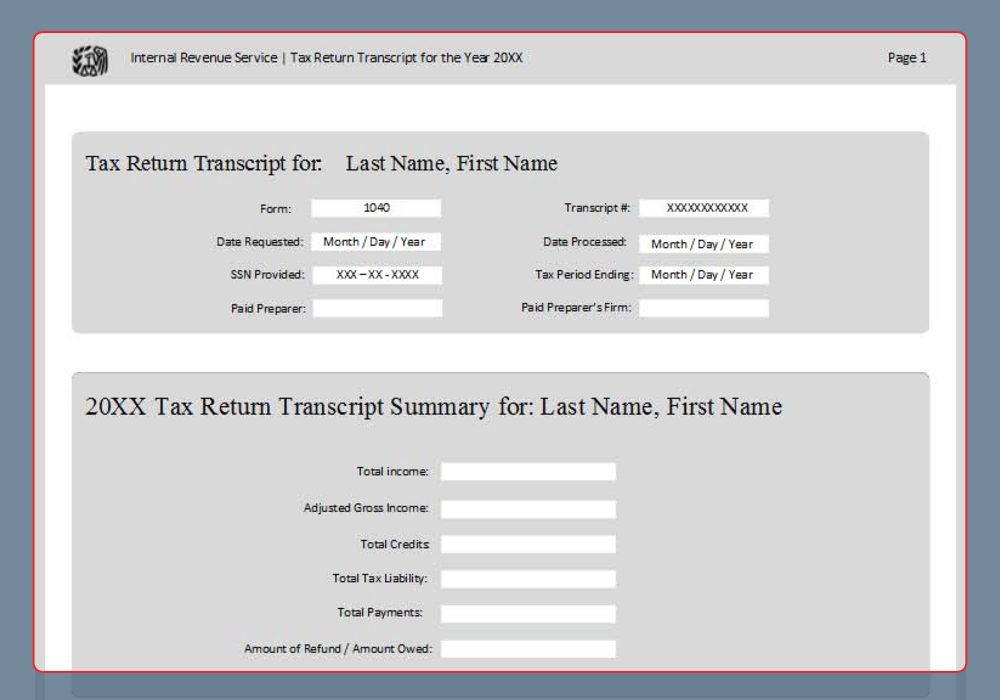 Internal Revenue Service | Tax Return Transcript for the Year 20XX Page 1
Tax Return Transcript for: Last Name, First Name
Form: 1040 Transcript #: XXXXXXXXXXXX
Date Requested: Month / Day / Year Date Processed: Month / Day / Year
SSN Provided: XXX – XX - XXXX Tax Period Ending: Month / Day / Year
Paid Preparer: Paid Preparer's Firm:
20XX Tax Return Transcript Summary for: Last Name, First Name
Total income:
Adjusted Gross Income:
Total Credits
Total Tax Liability:
Total Payments:
Amount of Refund / Amount Owed: